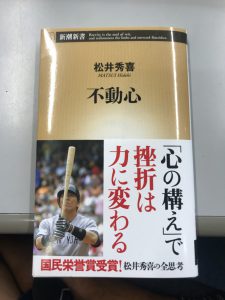 新潮新書
松井秀喜
MATSUI Hideki
不動心
「心の構え」で
挫折は
力に変わる
NEW YORK
国民栄誉賞受賞!松井秀喜の全思考